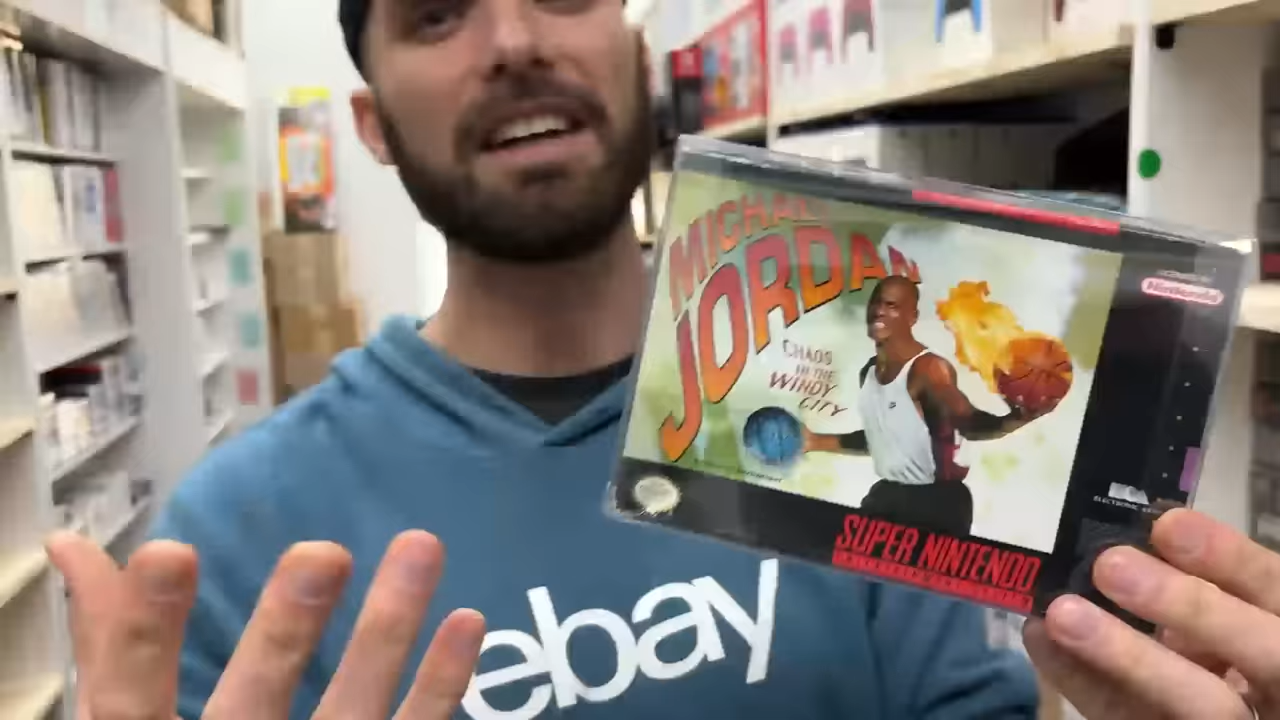 MICHAEL
JORDAN
CHAOS
IN THE
WINDY
CITY
Nintendo
SUPER NINTENDO
ebay